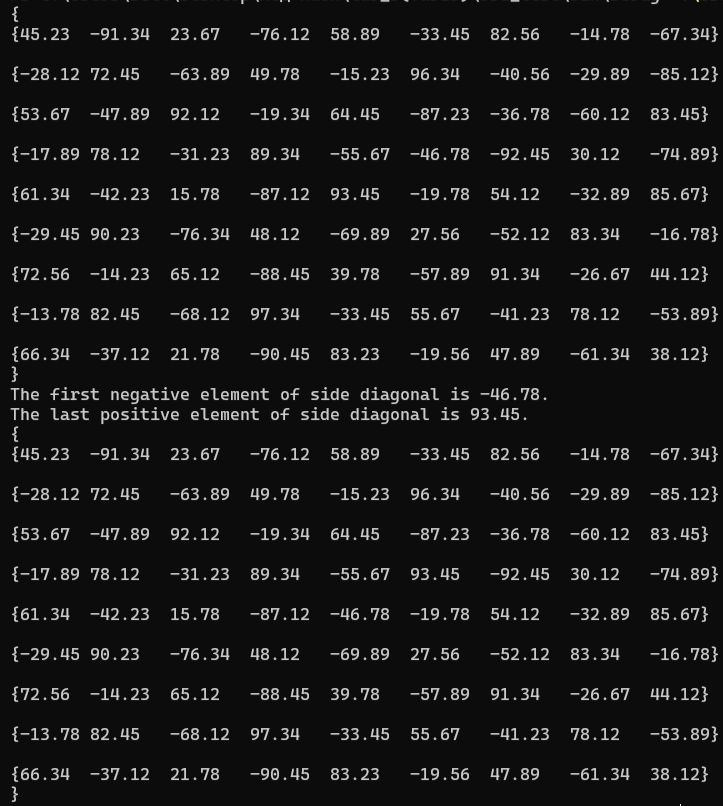 {
{45.23 -91.34 23.67 -76.12 58.89 -33.45 82.56 -14.78 -67.34}
{-28.12 72.45 -63.89 49.78 -15.23 96.34 -40.56 -29.89 -85.12}
{53.67 -47.89 92.12 -19.34 64.45 -87.23 -36.78 -60.12 83.45}
{-17.89 78.12 -31.23 89.34 -55.67 -46.78 -92.45 30.12 -74.89}
{61.34 -42.23 15.78 -87.12 93.45 -19.78 54.12 -32.89 85.67}
{-29.45 90.23 -76.34 48.12 -69.89 27.56 -52.12 83.34 -16.78}
{72.56 -14.23 65.12 -88.45 39.78 -57.89 91.34 -26.67 44.12}
{-13.78 82.45 -68.12 97.34 -33.45 55.67 -41.23 78.12 -53.89}
{66.34 -37.12 21.78 -90.45 83.23 -19.56 47.89 -61.34 38.12}
}
The first negative element of side diagonal is -46.78.
The last positive element of side diagonal is 93.45.
{
{45.23 -91.34 23.67 -76.12 58.89 -33.45 82.56 -14.78 -67.34}
{-28.12 72.45 -63.89 49.78 -15.23 96.34 -40.56 -29.89 -85.12}
{53.67 -47.89 92.12 -19.34 64.45 -87.23 -36.78 -60.12 83.45}
{-17.89 78.12 -31.23 89.34 -55.67 93.45 -92.45 30.12 -74.89}
{61.34 -42.23 15.78 -87.12 -46.78 -19.78 54.12 -32.89 85.67}
{-29.45 90.23 -76.34 48.12 -69.89 27.56 -52.12 83.34 -16.78}
{72.56 -14.23 65.12 -88.45 39.78 -57.89 91.34 -26.67 44.12}
{-13.78 82.45 -68.12 97.34 -33.45 55.67 -41.23 78.12 -53.89}
{66.34 -37.12 21.78 -90.45 83.23 -19.56 47.89 -61.34 38.12}
}